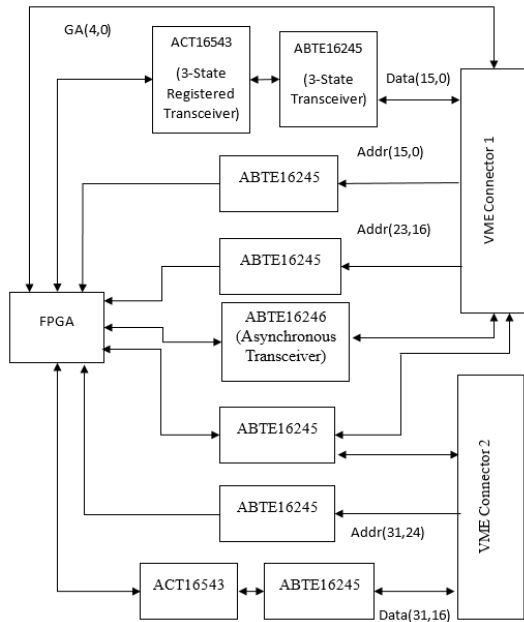 GA(4,0)
ACT16543
(3-State
Registered
Transceiver)
ABTE16245
(3-State
Transceiver)
Data(15,0)
VME Connector 1
Addr(15,0)
ABTE16245
Addr(23,16)
ABTE16245
FPGA
ABTE16246
(Asynchronous
Transceiver)
ABTE16245
VME Connector 2
ABTE16245
Addr(31,24)
ACT16543
ABTE16245
Data(31,16)